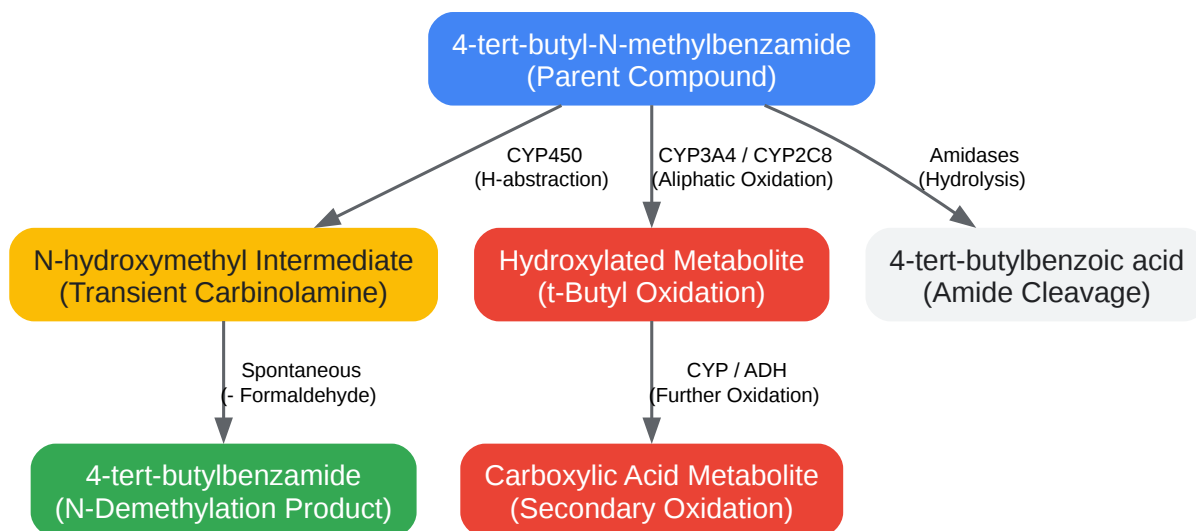 4-tert-butyl-N-methylbenzamide
(Parent Compound)
CYP450
(H-abstraction)
CYP3A4 / CYP2C8
(Aliphatic Oxidation)
Amidases
(Hydrolysis)
N-hydroxymethyl Intermediate
(Transient Carbinolamine)
Hydroxylated Metabolite
(t-Butyl Oxidation)
4-tert-butylbenzoic acid
(Amide Cleavage)
Spontaneous
(- Formaldehyde)
CYP / ADH
(Further Oxidation)
4-tert-butylbenzamide
(N-Demethylation Product)
Carboxylic Acid Metabolite
(Secondary Oxidation)